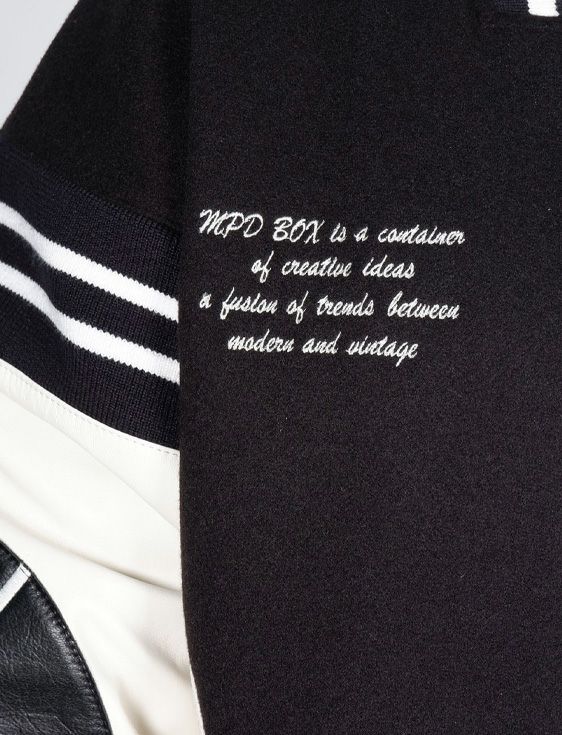 MPD BOX is a container
of creative ideas
a fusion of trends between
modern and vintage